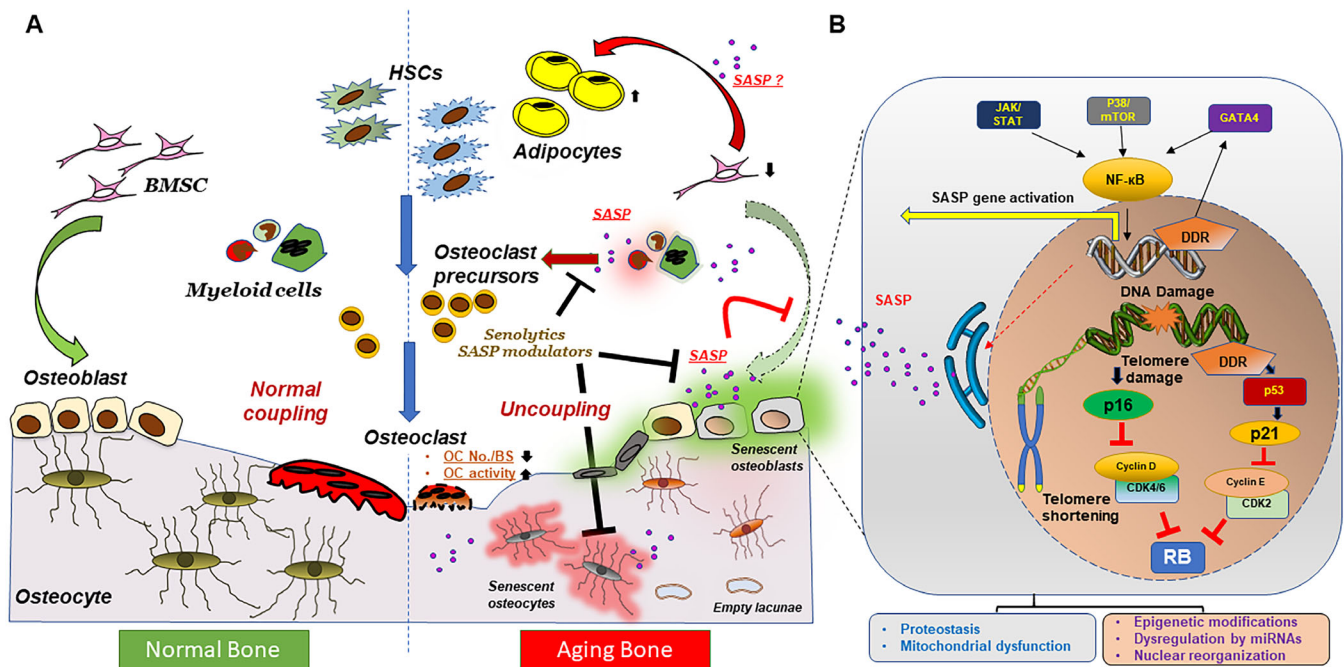 A
HSCs
BMSC
Adipocytes
SASP ?
SASP
Osteoclast
precursors
Myeloid cells
Senolytics
SASP modulators
SASP
Osteoblast
Normal
coupling
Uncoupling
Osteoclast
• OC No./BS
• OC activity
Senescent
osteoblasts
Osteocyte
Senescent
osteocytes
Empty lacunae
Normal Bone
Aging Bone
B
JAK/
STAT
P38/
mTOR
GATA4
NF-κB
SASP gene activation
DDR
DNA Damage
SASP
Telomere
damage
DDR
p53
p16
p21
Cyclin D
CDK4/6
Cyclin E
CDK2
Telomere
shortening
RB
• Proteostasis
• Mitochondrial dysfunction
• Epigenetic modifications
• Dysregulation by miRNAs
• Nuclear reorganization